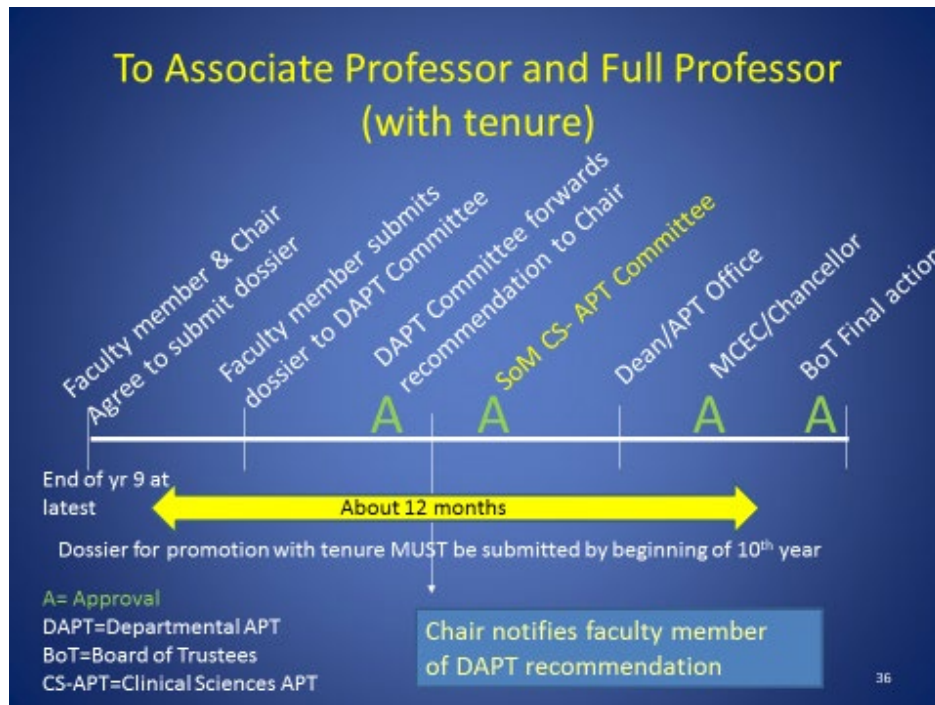 To Associate Professor and Full Professor
(with tenure)
Faculty member & Chair
Agree to submit dossier
Faculty member submits
dossier to DAPT Committee
DAPT Committee forwards
recommendation to Chair
SoM CS- APT Committee
Dean/APT Office
MCEC/Chancellor
BoT Final action
A
A
A
A
End of yr 9 at
latest
About 12 months
Dossier for promotion with tenure MUST be submitted by beginning of 10th year
A= Approval
DAPT=Departmental APT
BoT=Board of Trustees
CS-APT=Clinical Sciences APT
Chair notifies faculty member
of DAPT recommendation
36